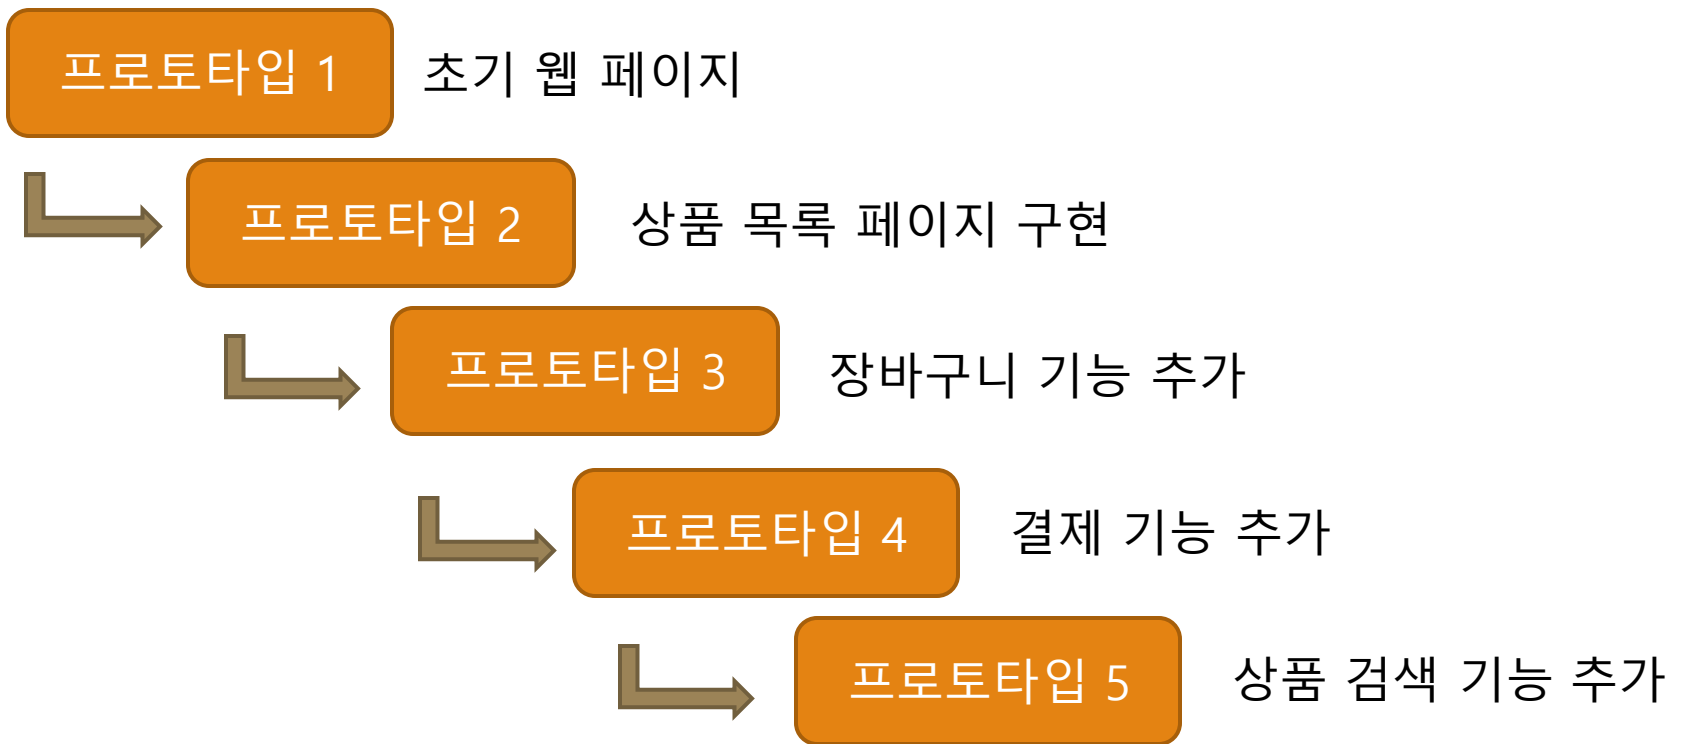 프로토타입 1 초기 웹 페이지
프로토타입 2 상품 목록 페이지 구현
프로토타입 3 장바구니 기능 추가
프로토타입 4 결제 기능 추가
프로토타입 5 상품 검색 기능 추가